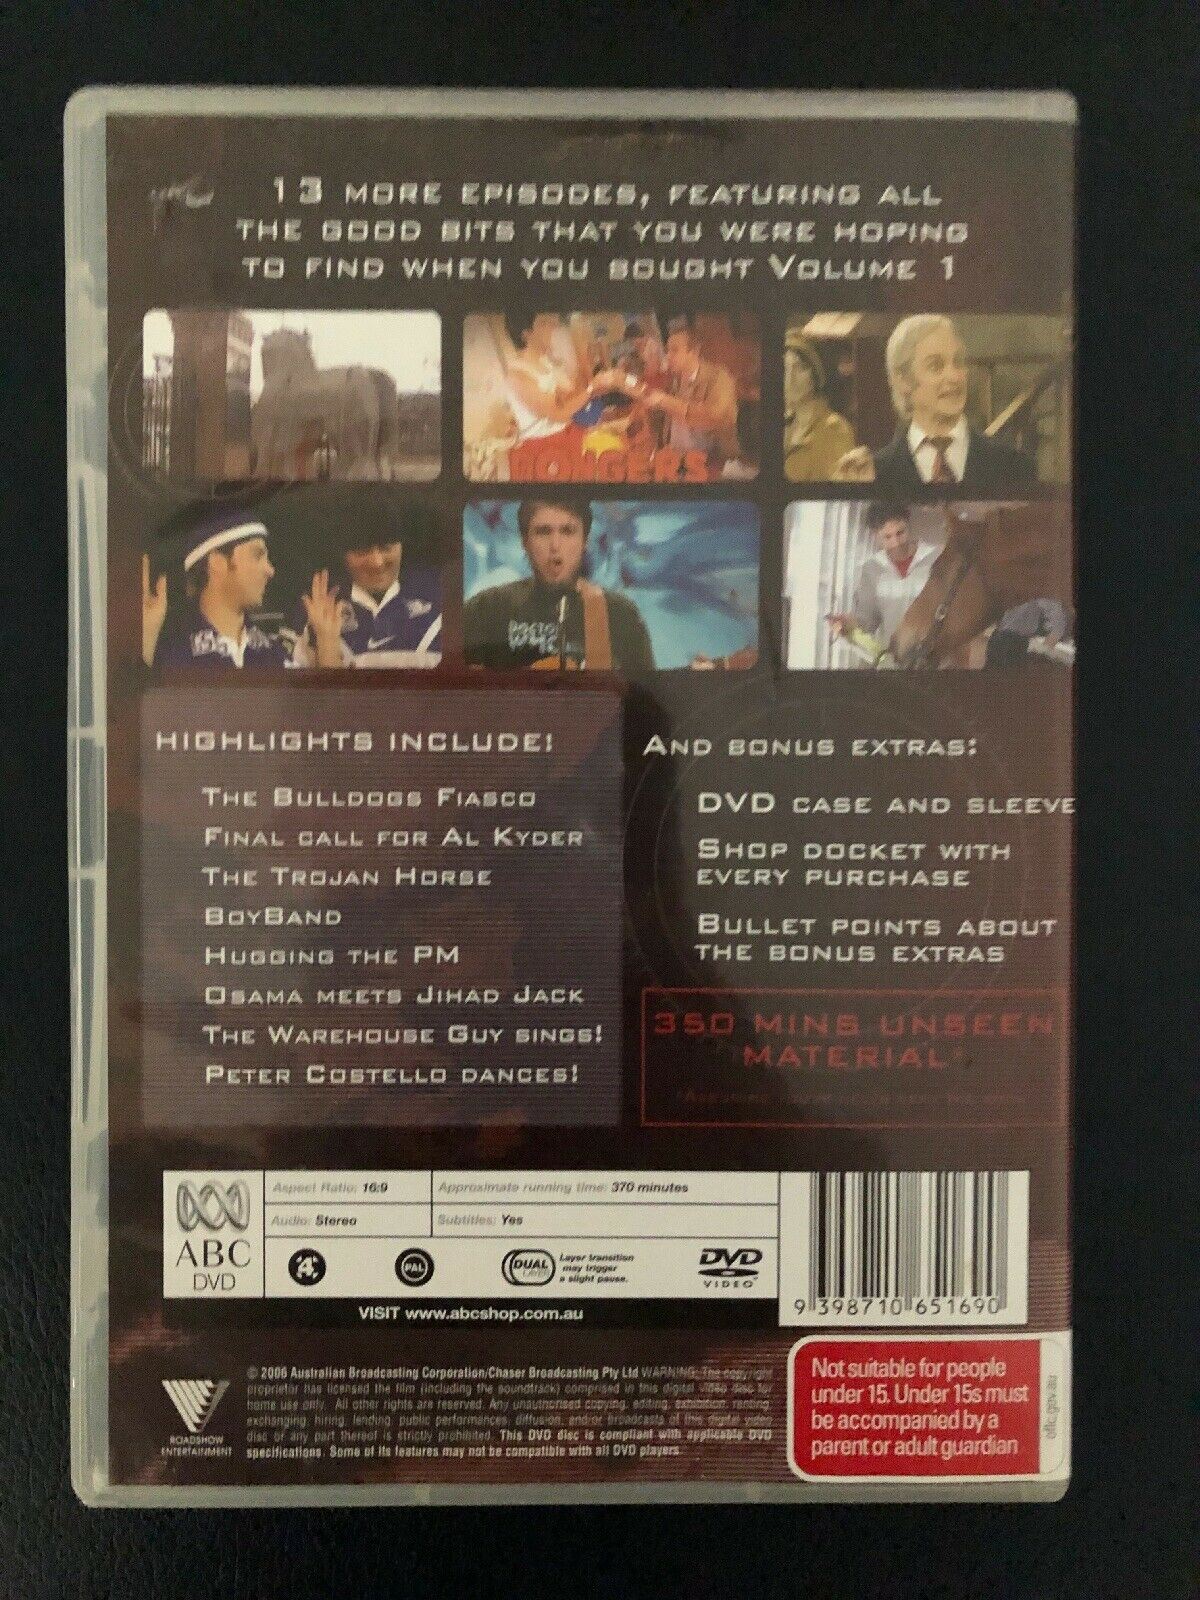 13 MORE EPISODES, FEATURING ALL
THE GOOD BITS THAT YOU WERE HOPING
TO FIND WHEN YOU BOUGHT VOLUME 1
MONGERS
DOCTOR
WHO
HIGHLIGHTS INCLUDE:
THE BULLDOGS FIASCO
FINAL CALL FOR AL KYDER
THE TROJAN HORSE
BOYBAND
HUGGING THE PM
OSAMA MEETS JIHAD JACK
THE WAREHOUSE GUY SINGS!
PETER COSTELLO DANCES!
AND BONUS EXTRAS:
DVD CASE AND SLEEVE
SHOP DOCKET WITH
EVERY PURCHASE
BULLET POINTS ABOUT
THE BONUS EXTRAS
350 MINS UNSEEN
MATERIAL*
ABC
DVD
Aspect Ratio: 16:9
Approximate running time: 370 minutes
Audio: Stereo
Subtitles: Yes
4
PAL
DUAL
LAYER
Layer transition
may trigger
a slight pause.
DVD
VIDEO
VISIT www.abcshop.com.au
9 398710 651690
ROADSHOW
ENTERTAINMENT
© 2006 Australian Broadcasting Corporation/Chaser Broadcasting Pty Ltd WARNING: The copyright
proprietor has licensed the film (including the soundtrack) comprised in this digital video disc for
home use only. All other rights are reserved. Any unauthorised copying, editing, exhibition, renting,
exchanging, hiring, lending, public performances, diffusion, and/or broadcasts of this digital video
disc or any part thereof is strictly prohibited. This DVD disc is compliant with applicable DVD
specifications. Some of its features may not be compatible with all DVD players.
Not suitable for people
under 15. Under 15s must
be accompanied by a
parent or adult guardian
oflc.gov.au